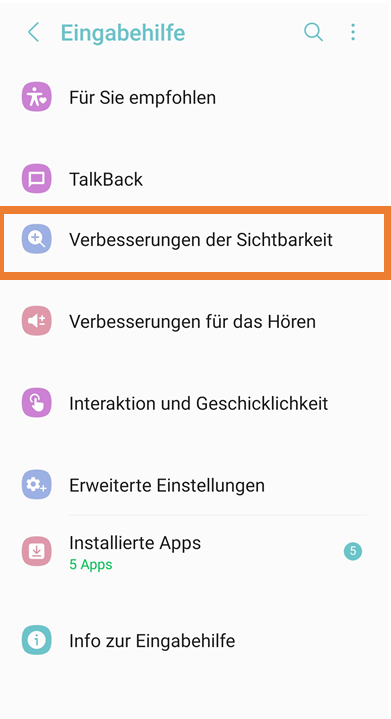 Eingabehilfe
Für Sie empfohlen
TalkBack
Verbesserungen der Sichtbarkeit
Verbesserungen für das Hören
Interaktion und Geschicklichkeit
Erweiterte Einstellungen
Installierte Apps
5 Apps
5
Info zur Eingabehilfe